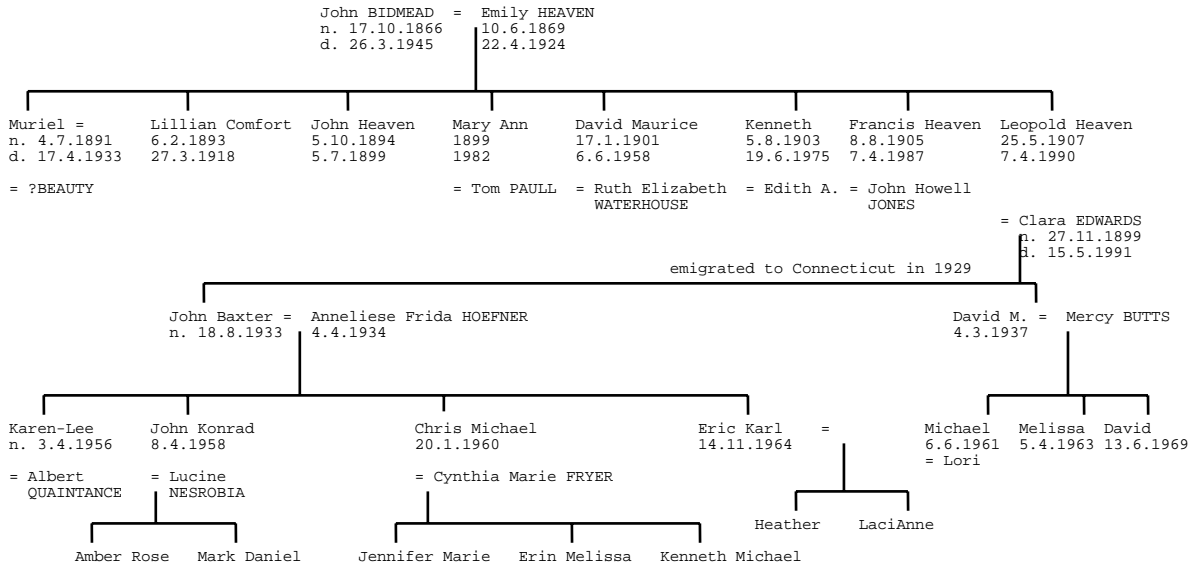 John BIDMEAD = Emily HEAVEN
n. 17.10.1866 10.6.1869
d. 26.3.1945 22.4.1924
Muriel = Lillian Comfort John Heaven Mary Ann David Maurice Kenneth Francis Heaven Leopold Heaven
n. 4.7.1891 6.2.1893 5.10.1894 1899 17.1.1901 5.8.1903 8.8.1905 25.5.1907
d. 17.4.1933 27.3.1918 5.7.1899 1982 6.6.1958 19.6.1975 7.4.1987 7.4.1990
= ?BEAUTY = Tom PAULL = Ruth Elizabeth = Edith A. = John Howell
WATERHOUSE JONES
= Clara EDWARDS
n. 27.11.1899
d. 15.5.1991
emigrated to Connecticut in 1929
John Baxter = Anneliese Frida HOEFNER David M. = Mercy BUTTS
n. 18.8.1933 4.4.1934 4.3.1937
Karen-Lee John Konrad Chris Michael Eric Karl = Michael Melissa David
n. 3.4.1956 8.4.1958 20.1.1960 14.11.1964 6.6.1961 5.4.1963 13.6.1969
= Lori
= Albert = Lucine = Cynthia Marie FRYER
QUAINTANCE NESROBIA
Heather LaciAnne
Amber Rose Mark Daniel Jennifer Marie Erin Melissa Kenneth Michael